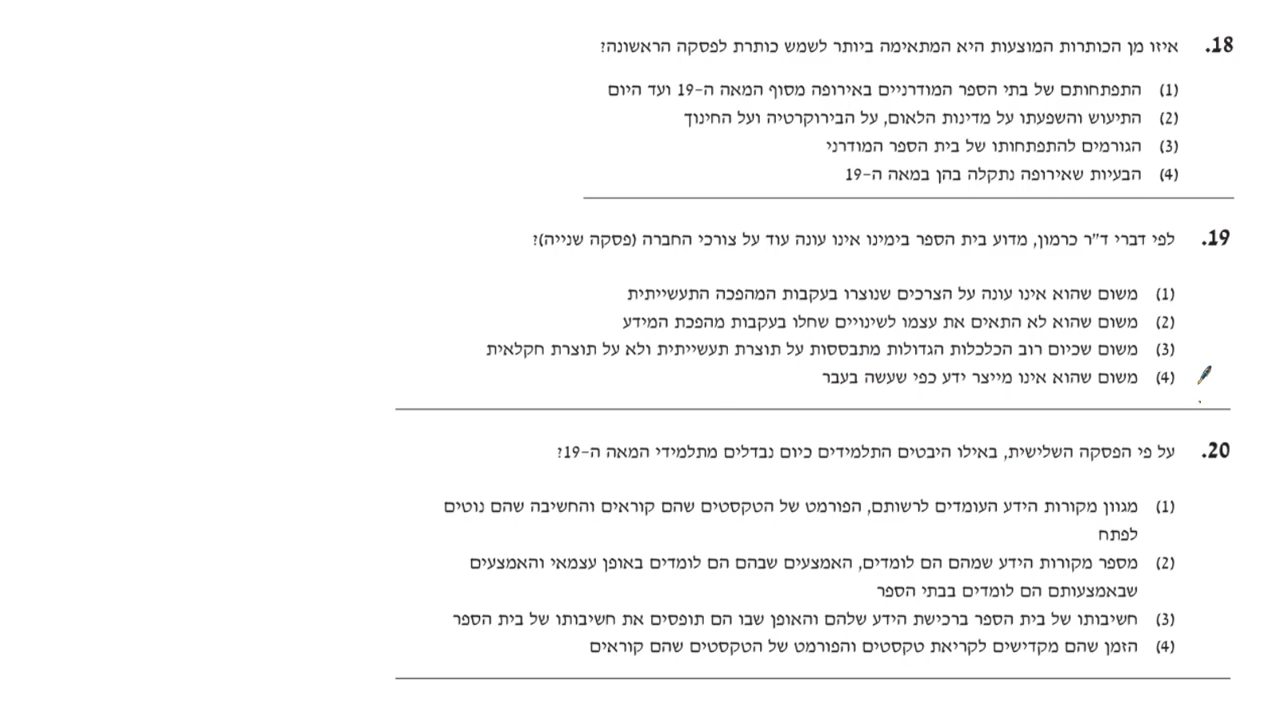 18. איזו מן הכותרות המוצעות היא המתאימה ביותר לשמש כותרת לפסקה הראשונה?
(1) התפתחותם של בתי הספר המודרניים באירופה מסוף המאה ה-19 ועד היום
(2) התיעוש והשפעתו על מדינות הלאום, על הבירוקרטיה ועל החינוך
(3) הגורמים להתפתחותו של בית הספר המודרני
(4) הבעיות שאירופה נתקלה בהן במאה ה-19
19. לפי דברי ד"ר כרמון, מדוע בית הספר בימינו אינו עונה עוד על צורכי החברה (פסקה שנייה)?
(1) משום שהוא אינו עונה על הצרכים שנוצרו בעקבות המהפכה התעשייתית
(2) משום שהוא לא התאים את עצמו לשינויים שחלו בעקבות מהפכת המידע
(3) משום שכיום רוב הכלכלות הגדולות מתבססות על תוצרת תעשייתית ולא על תוצרת חקלאית
(4) משום שהוא אינו מייצר ידע כפי שעשה בעבר
20. על פי הפסקה השלישית, באילו היבטים התלמידים כיום נבדלים מתלמידי המאה ה-19?
(1) מגוון מקורות הידע העומדים לרשותם, הפורמט של הטקסטים שהם קוראים והחשיבה שהם נוטים
לפתח
(2) מספר מקורות הידע שמהם הם לומדים, האמצעים שבהם הם לומדים באופן עצמאי והאמצעים
שבאמצעותם הם לומדים בבתי הספר
(3) חשיבותו של בית הספר ברכישת הידע שלהם והאופן שבו הם תופסים את חשיבותו של בית הספר
(4) הזמן שהם מקדישים לקריאת טקסטים והפורמט של הטקסטים שהם קוראים